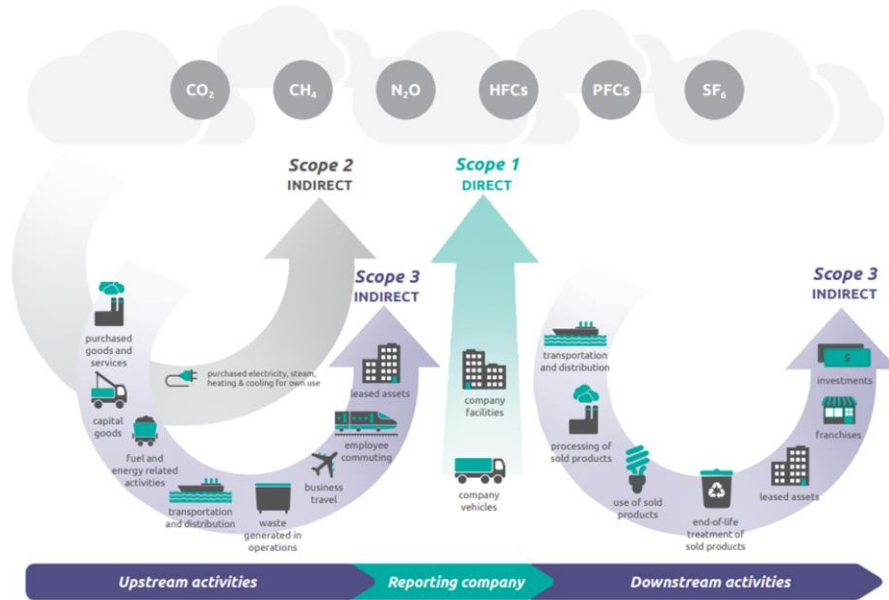 CO₂
CH₄
N₂O
HFCs
PFCs
SF₆
Scope 2
INDIRECT
Scope 1
DIRECT
Scope 3
INDIRECT
Scope 3
INDIRECT
purchased
goods and
services
capital
goods
fuel and
energy related
activities
transportation
and distribution
waste
generated in
operations
business
travel
employee
commuting
leased assets
purchased electricity, steam,
heating & cooling for own use
company
facilities
company
vehicles
transportation
and distribution
processing of
sold products
use of sold
products
end-of-life
treatment of
sold products
leased assets
franchises
$
investments
Upstream activities
Reporting company
Downstream activities